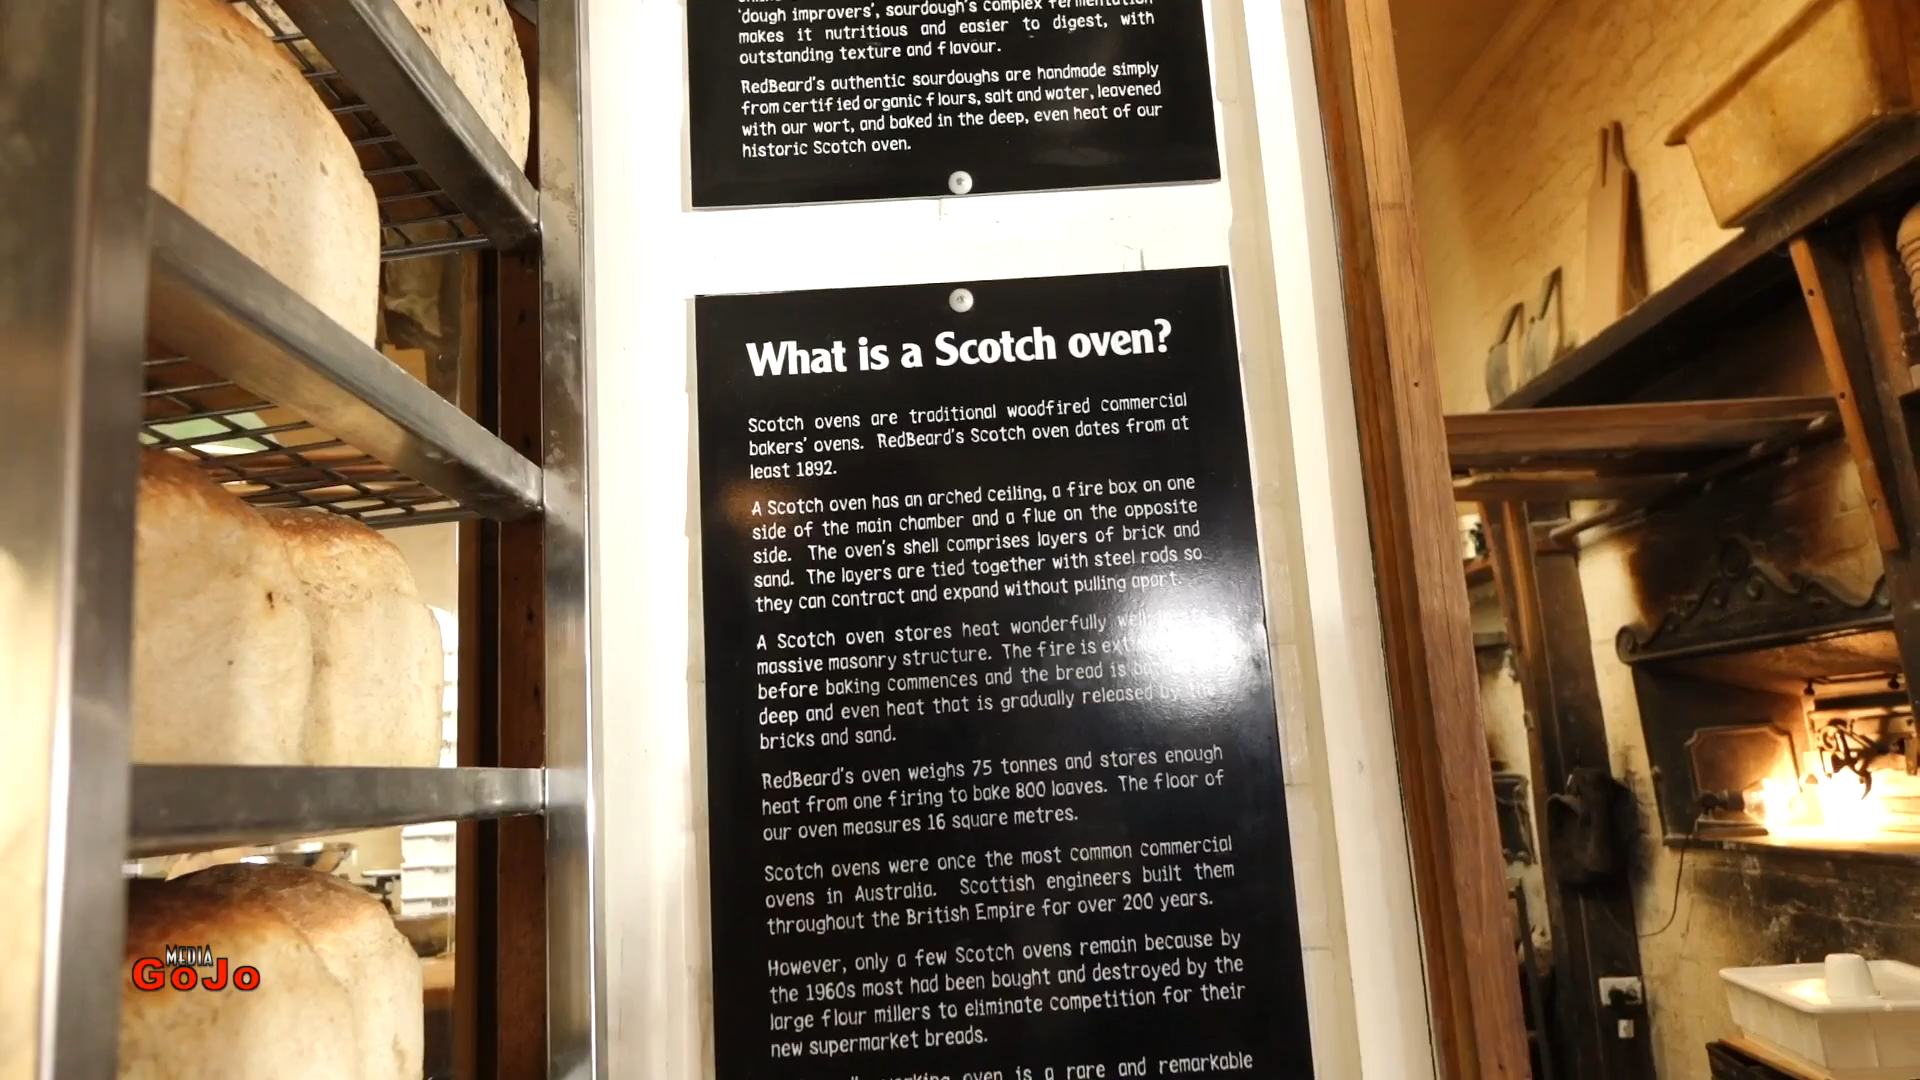 'dough improvers', sourdough's complex fermentation
makes it nutritious and easier to digest, with
outstanding texture and flavour.
RedBeard's authentic sourdoughs are handmade simply
from certified organic flours, salt and water, leavened
with our wort, and baked in the deep, even heat of our
historic Scotch oven.
What is a Scotch oven?
Scotch ovens are traditional woodfired commercial
bakers' ovens. RedBeard's Scotch oven dates from at
least 1892.
A Scotch oven has an arched ceiling, a fire box on one
side of the main chamber and a flue on the opposite
side. The oven's shell comprises layers of brick and
sand. The layers are tied together with steel rods so
they can contract and expand without pulling apart.
A Scotch oven stores heat wonderfully well
massive masonry structure. The fire is
before baking commences and the bread is
deep and even heat that is gradually released by the
bricks and sand.
RedBeard's oven weighs 75 tonnes and stores enough
heat from one firing to bake 800 loaves. The floor of
our oven measures 16 square metres.
Scotch ovens were once the most common commercial
ovens in Australia. Scottish engineers built them
throughout the British Empire for over 200 years.
However, only a few Scotch ovens remain because by
the 1960s most had been bought and destroyed by the
large flour millers to eliminate competition for their
new supermarket breads.
oven is a rare and remarkable
MEDIA
GoJo